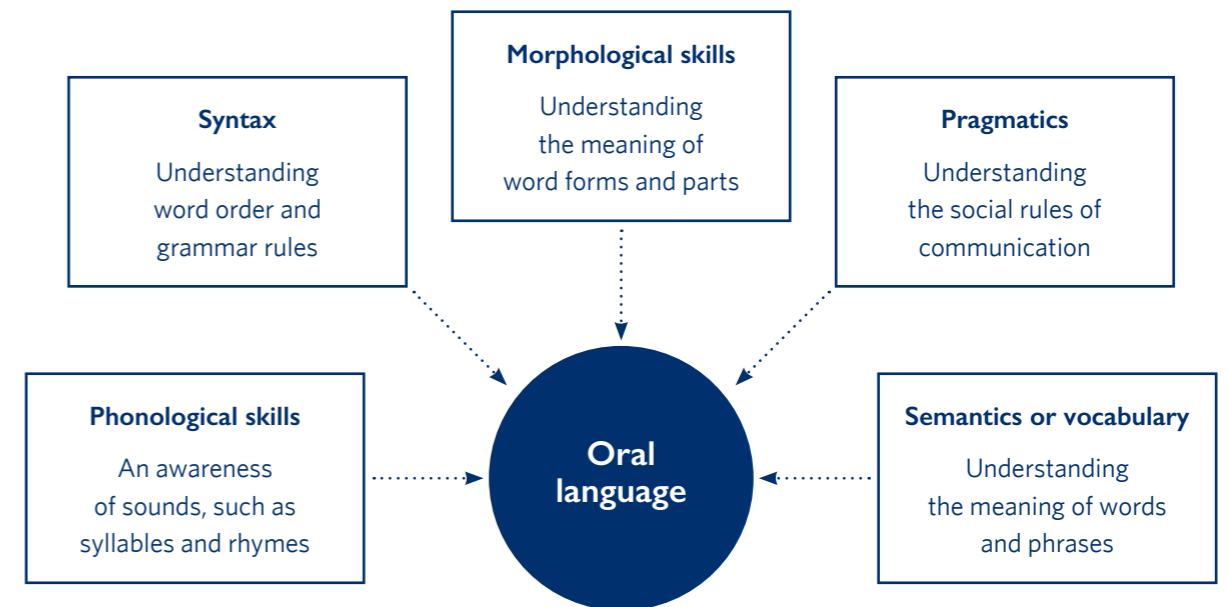 Morphological skills
Understanding
the meaning of
word forms and parts
Syntax
Understanding
word order and
grammar rules
Pragmatics
Understanding
the social rules of
communication
Phonological skills
An awareness
of sounds, such as
syllables and rhymes
Oral
language
Semantics or vocabulary
Understanding
the meaning of words
and phrases